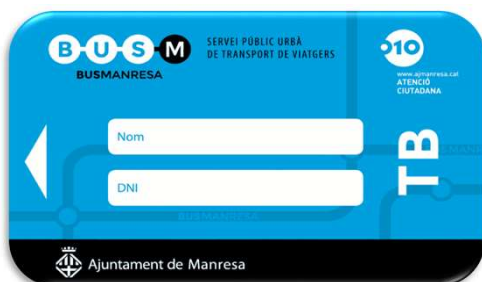 B·U·S·M
BUSMANRESA
SERVEI PÚBLIC URBÀ
DE TRANSPORT DE VIATGERS
010
www.ajmanresa.cat
ATENCIÓ
CIUTADANA
Nom
DNI
TB
BUSMANRESA
Ajuntament de Manresa